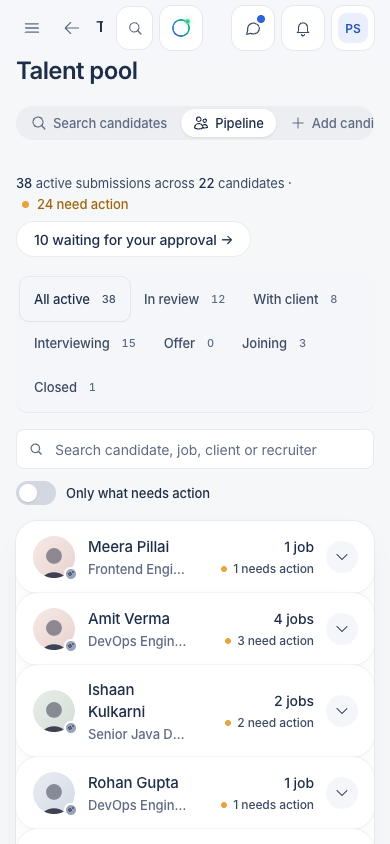 T
PS
Talent pool
Search candidates
Pipeline
Add candi
38 active submissions across 22 candidates ·
24 need action
10 waiting for your approval →
All active 38
In review 12
With client 8
Interviewing 15
Offer 0
Joining 3
Closed 1
Search candidate, job, client or recruiter
Only what needs action
Meera Pillai
1 job
Frontend Engi...
1 needs action
Amit Verma
4 jobs
DevOps Engin...
3 need action
Ishaan
Kulkarni
2 jobs
Senior Java D...
2 need action
Rohan Gupta
1 job
DevOps Engin...
1 needs action